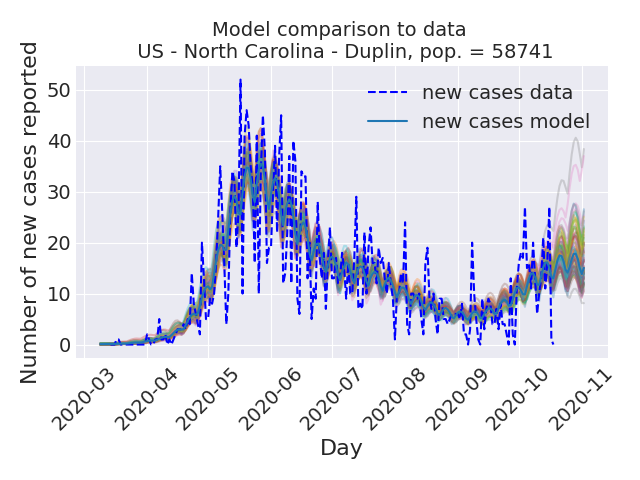 Model comparison to data
US - North Carolina - Duplin, pop. = 58741
Number of new cases reported
50
40
30
20
10
0
new cases data
new cases model
2020-03
2020-04
2020-05
2020-06
2020-07
2020-08
2020-09
2020-10
2020-11
Day